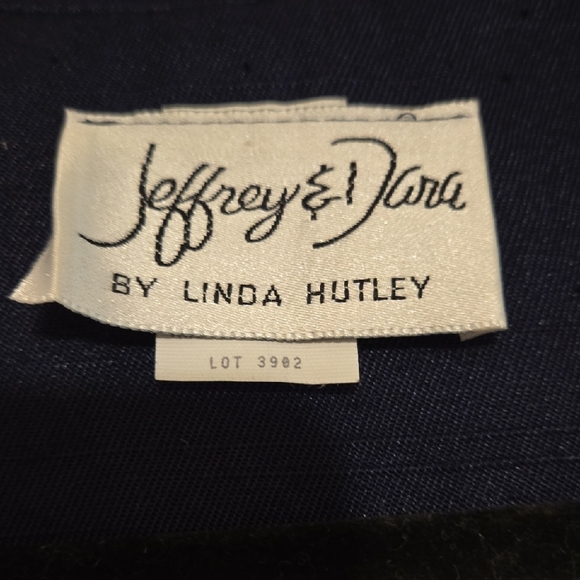 Jeffrey & Dara
BY LINDA HUTLEY
LOT 3902